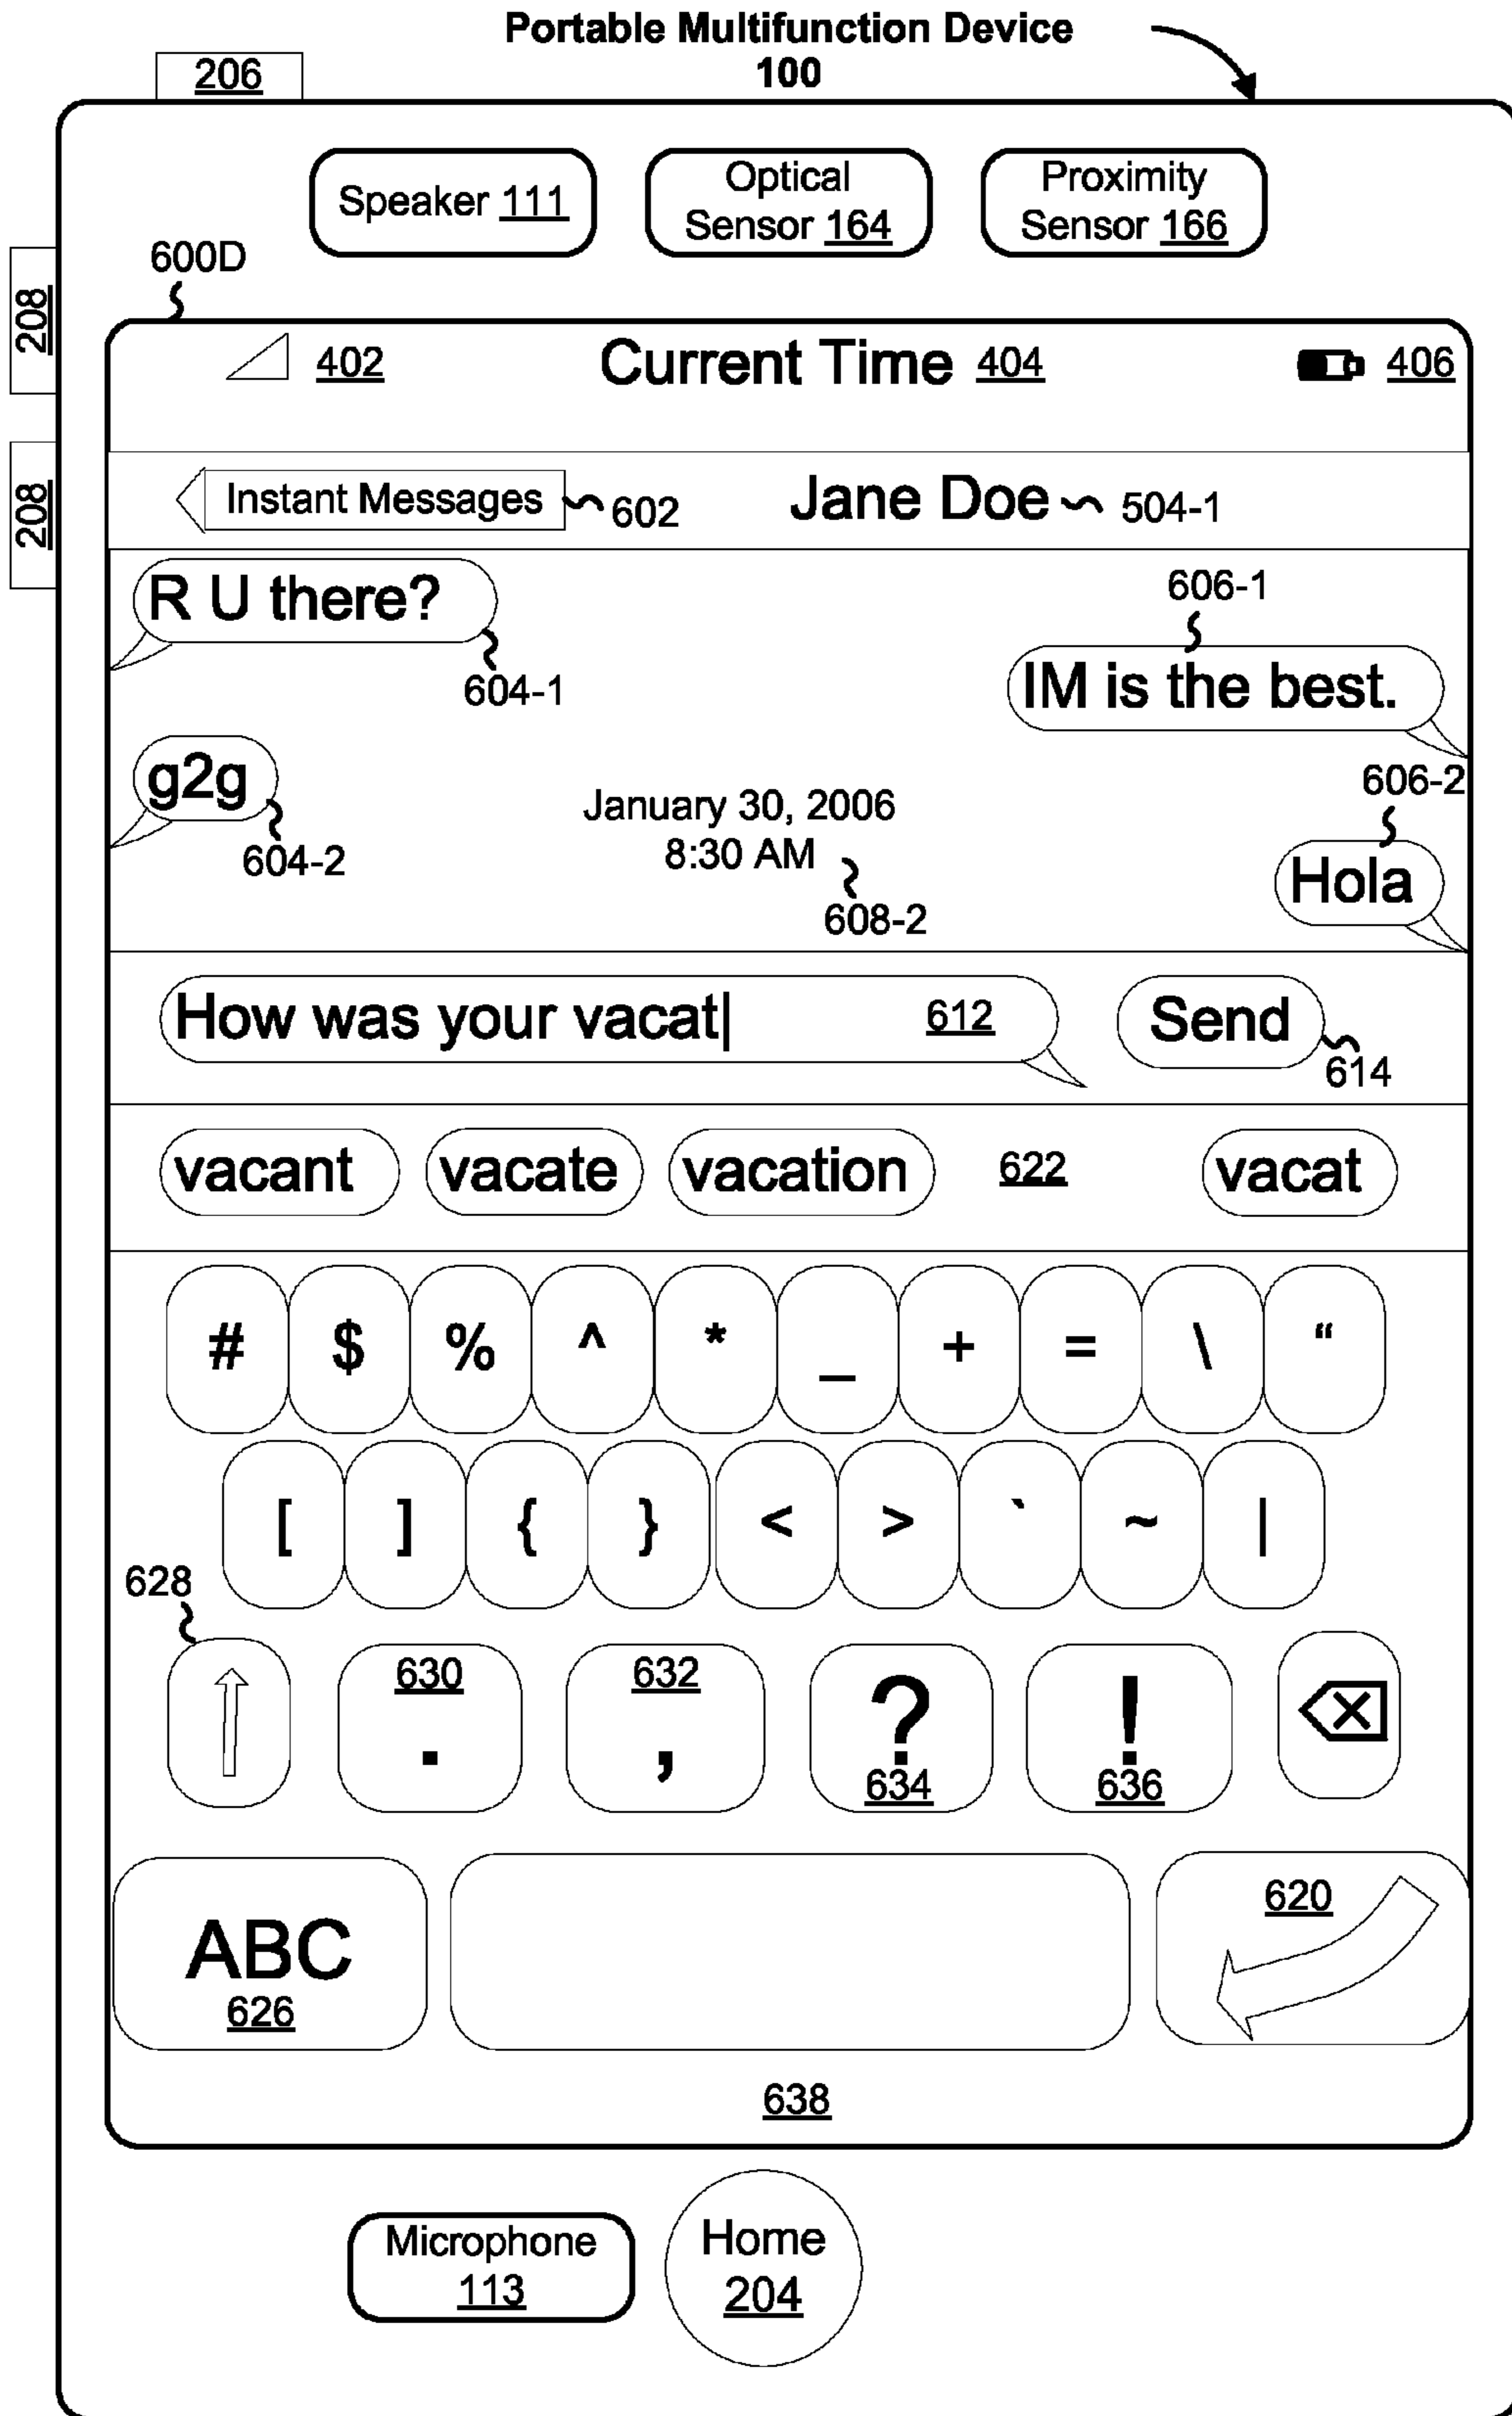 Portable Multifunction Device
100
206
Speaker 111
Optical
Sensor 164
Proximity
Sensor 166
600D
208
402
Current Time 404
406
208
Instant Messages
602
Jane Doe
504-1
R U there?
604-1
606-1
IM is the best.
g2g
604-2
January 30, 2006
8:30 AM
608-2
606-2
Hola
How was your vacat|
612
Send
614
vacant
vacate
vacation
622
vacat
# $ % ^ * _ + = \ “
[ ] { } < > ` ~ |
628
630
.
632
,
?
634
!
636
ABC
626
620
638
Microphone
113
Home
204